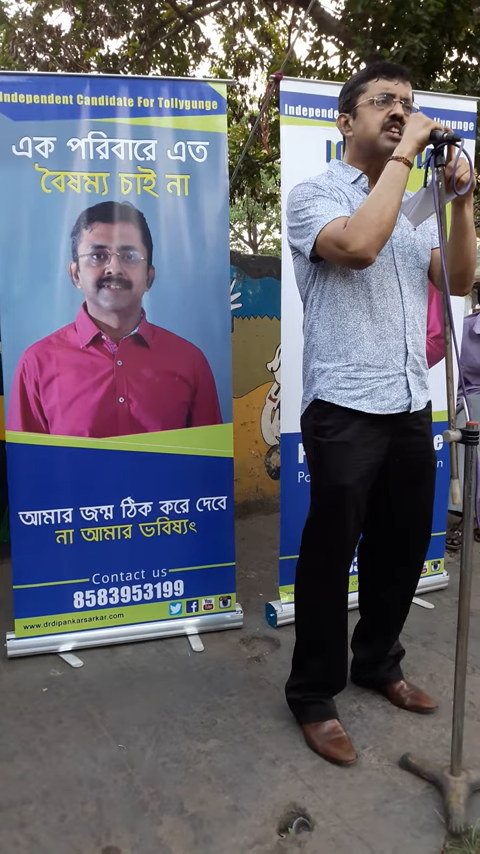 Independent Candidate For Tollygunge
এক পরিবারে এত
বৈষম্য চাই না
আমার জন্ম ঠিক করে দেবে
না আমার ভবিষ্যৎ
Contact us
8583953199
www.drdipankarsarkar.com
Independent